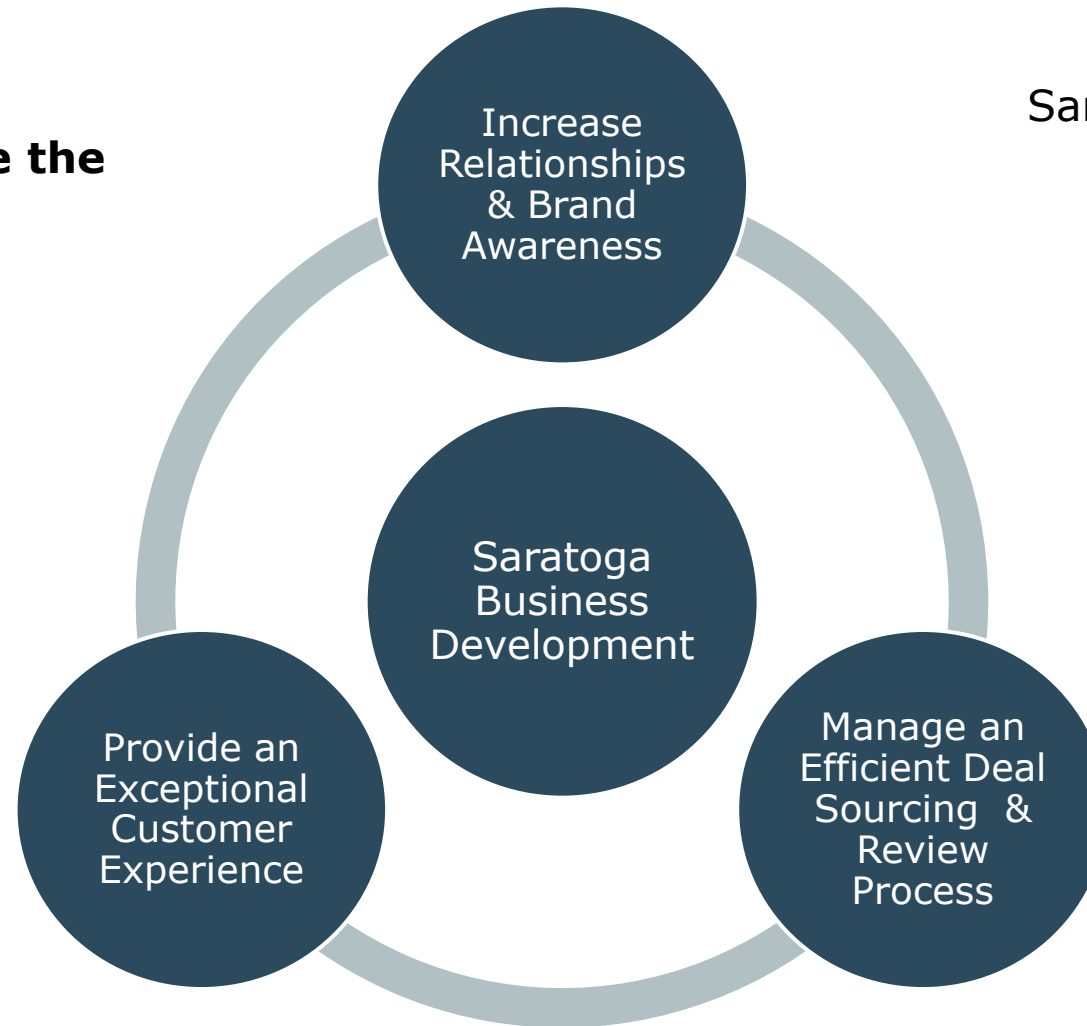 e the
Sar
Increase
Relationships
& Brand
Awareness
Saratoga
Business
Development
Provide an
Exceptional
Customer
Experience
Manage an
Efficient Deal
Sourcing  &
Review
Process